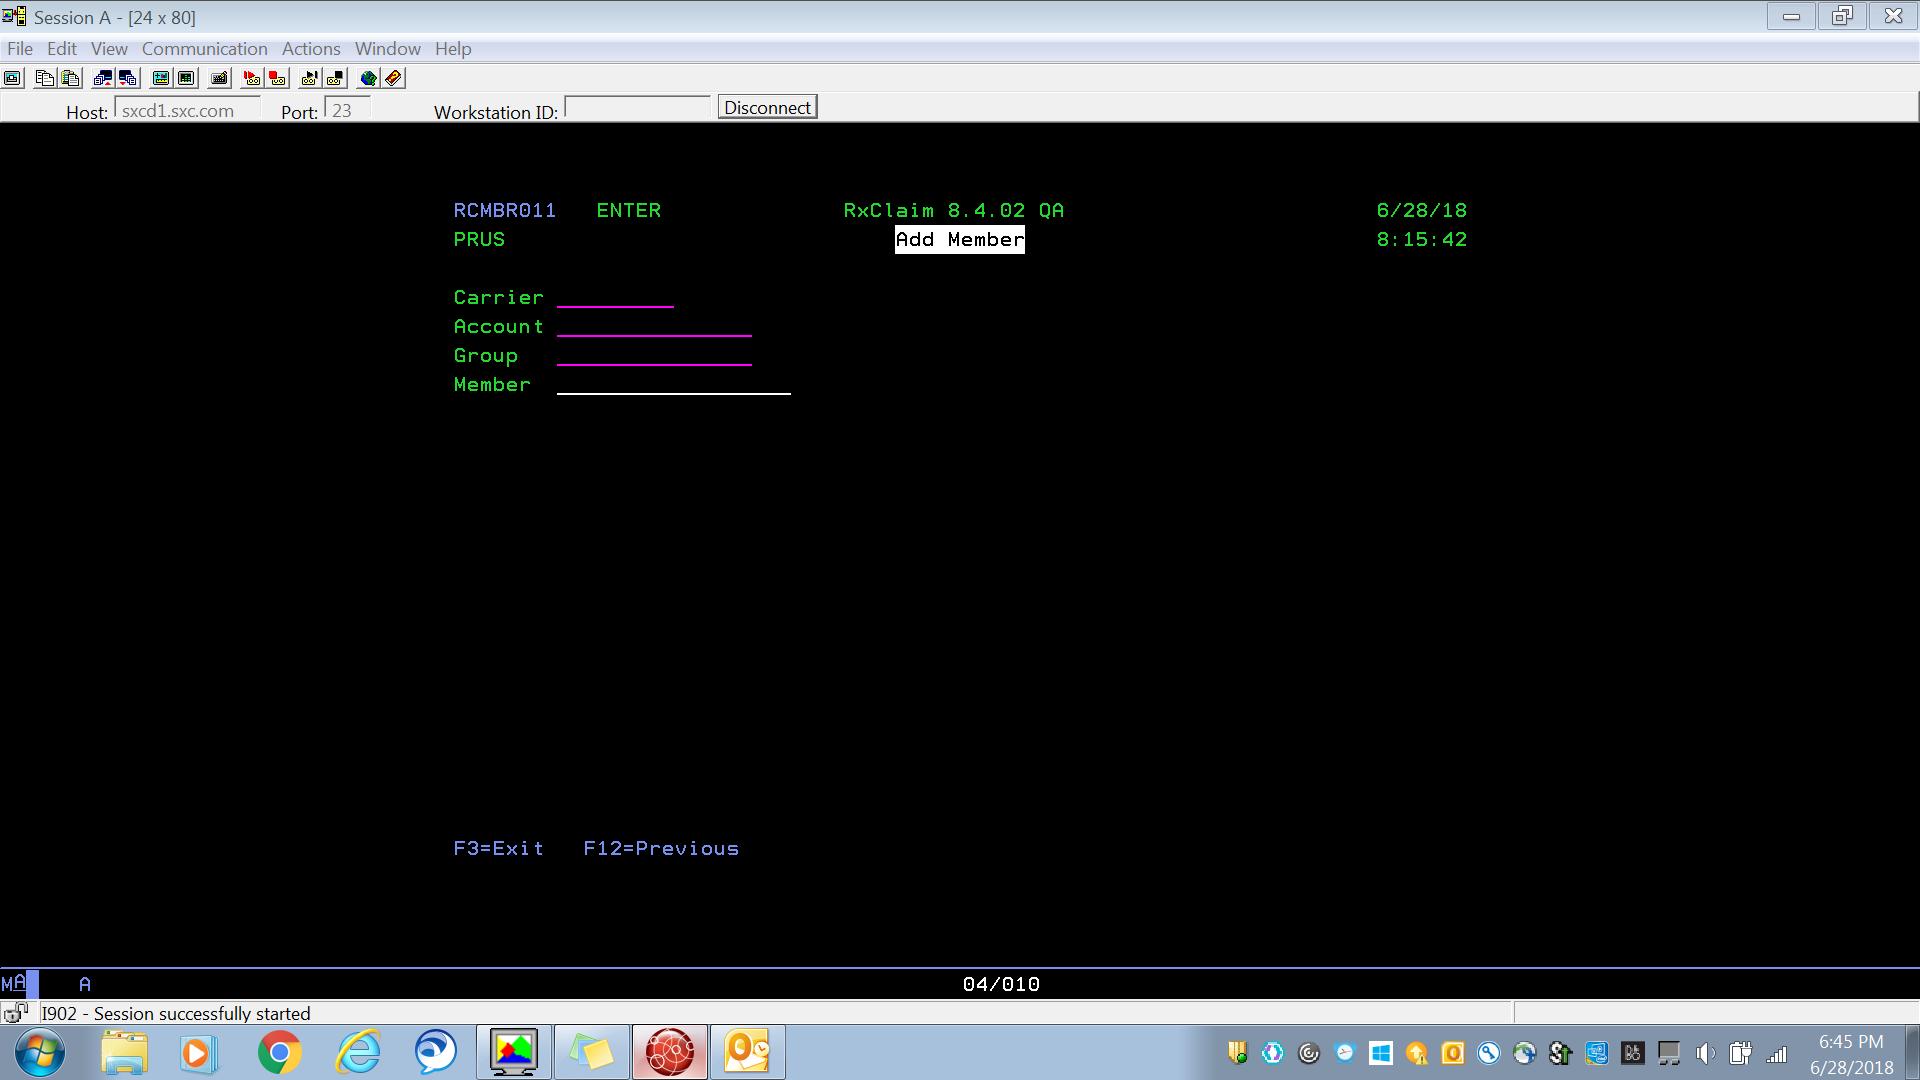 Session A - [24 x 80]
File Edit View Communication Actions Window Help
Host: sxcd1.sxc.com Port: 23 Workstation ID: Disconnect
RCMBR011 ENTER RxClaim 8.4.02 QA 6/28/18
PRUS Add Member 8:15:42
Carrier
Account
Group
Member
F3=Exit F12=Previous
MA A 04/010
I902 - Session successfully started
6:45 PM
6/28/2018